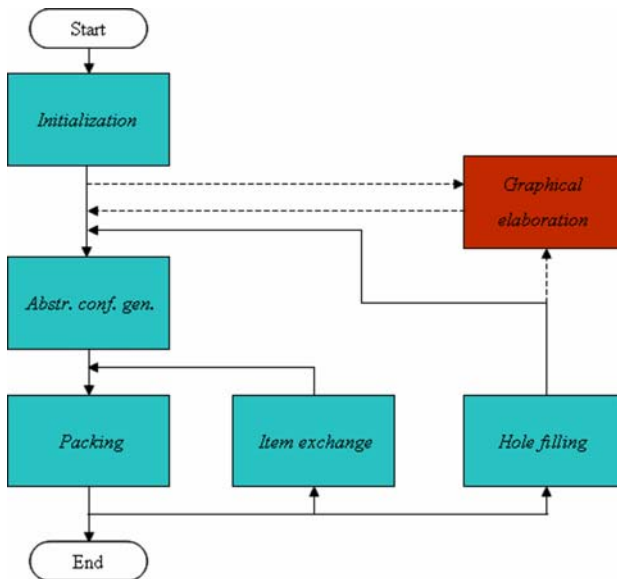 Start
Initialization
Graphical
elaboration
Abstr. conf. gen.
Packing
Item exchange
Hole filling
End